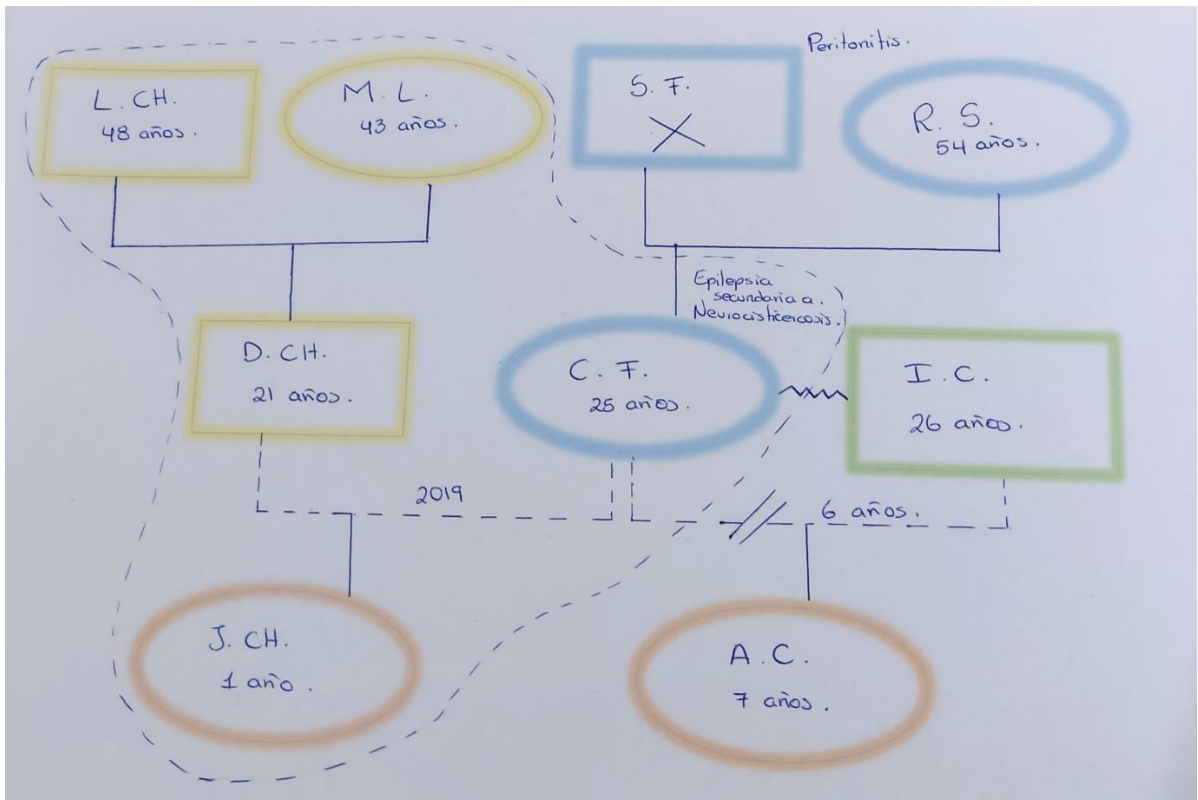 Peritonitis.
L. CH.
48 años.
M. L.
43 años.
S. F.
R. S.
54 años.
Epilepsia
secundaria a.
Neurocisticercosis.
D. CH.
21 años.
C. F.
25 años.
I. C.
26 años.
2019
6 años.
J. CH.
1 año.
A. C.
7 años.